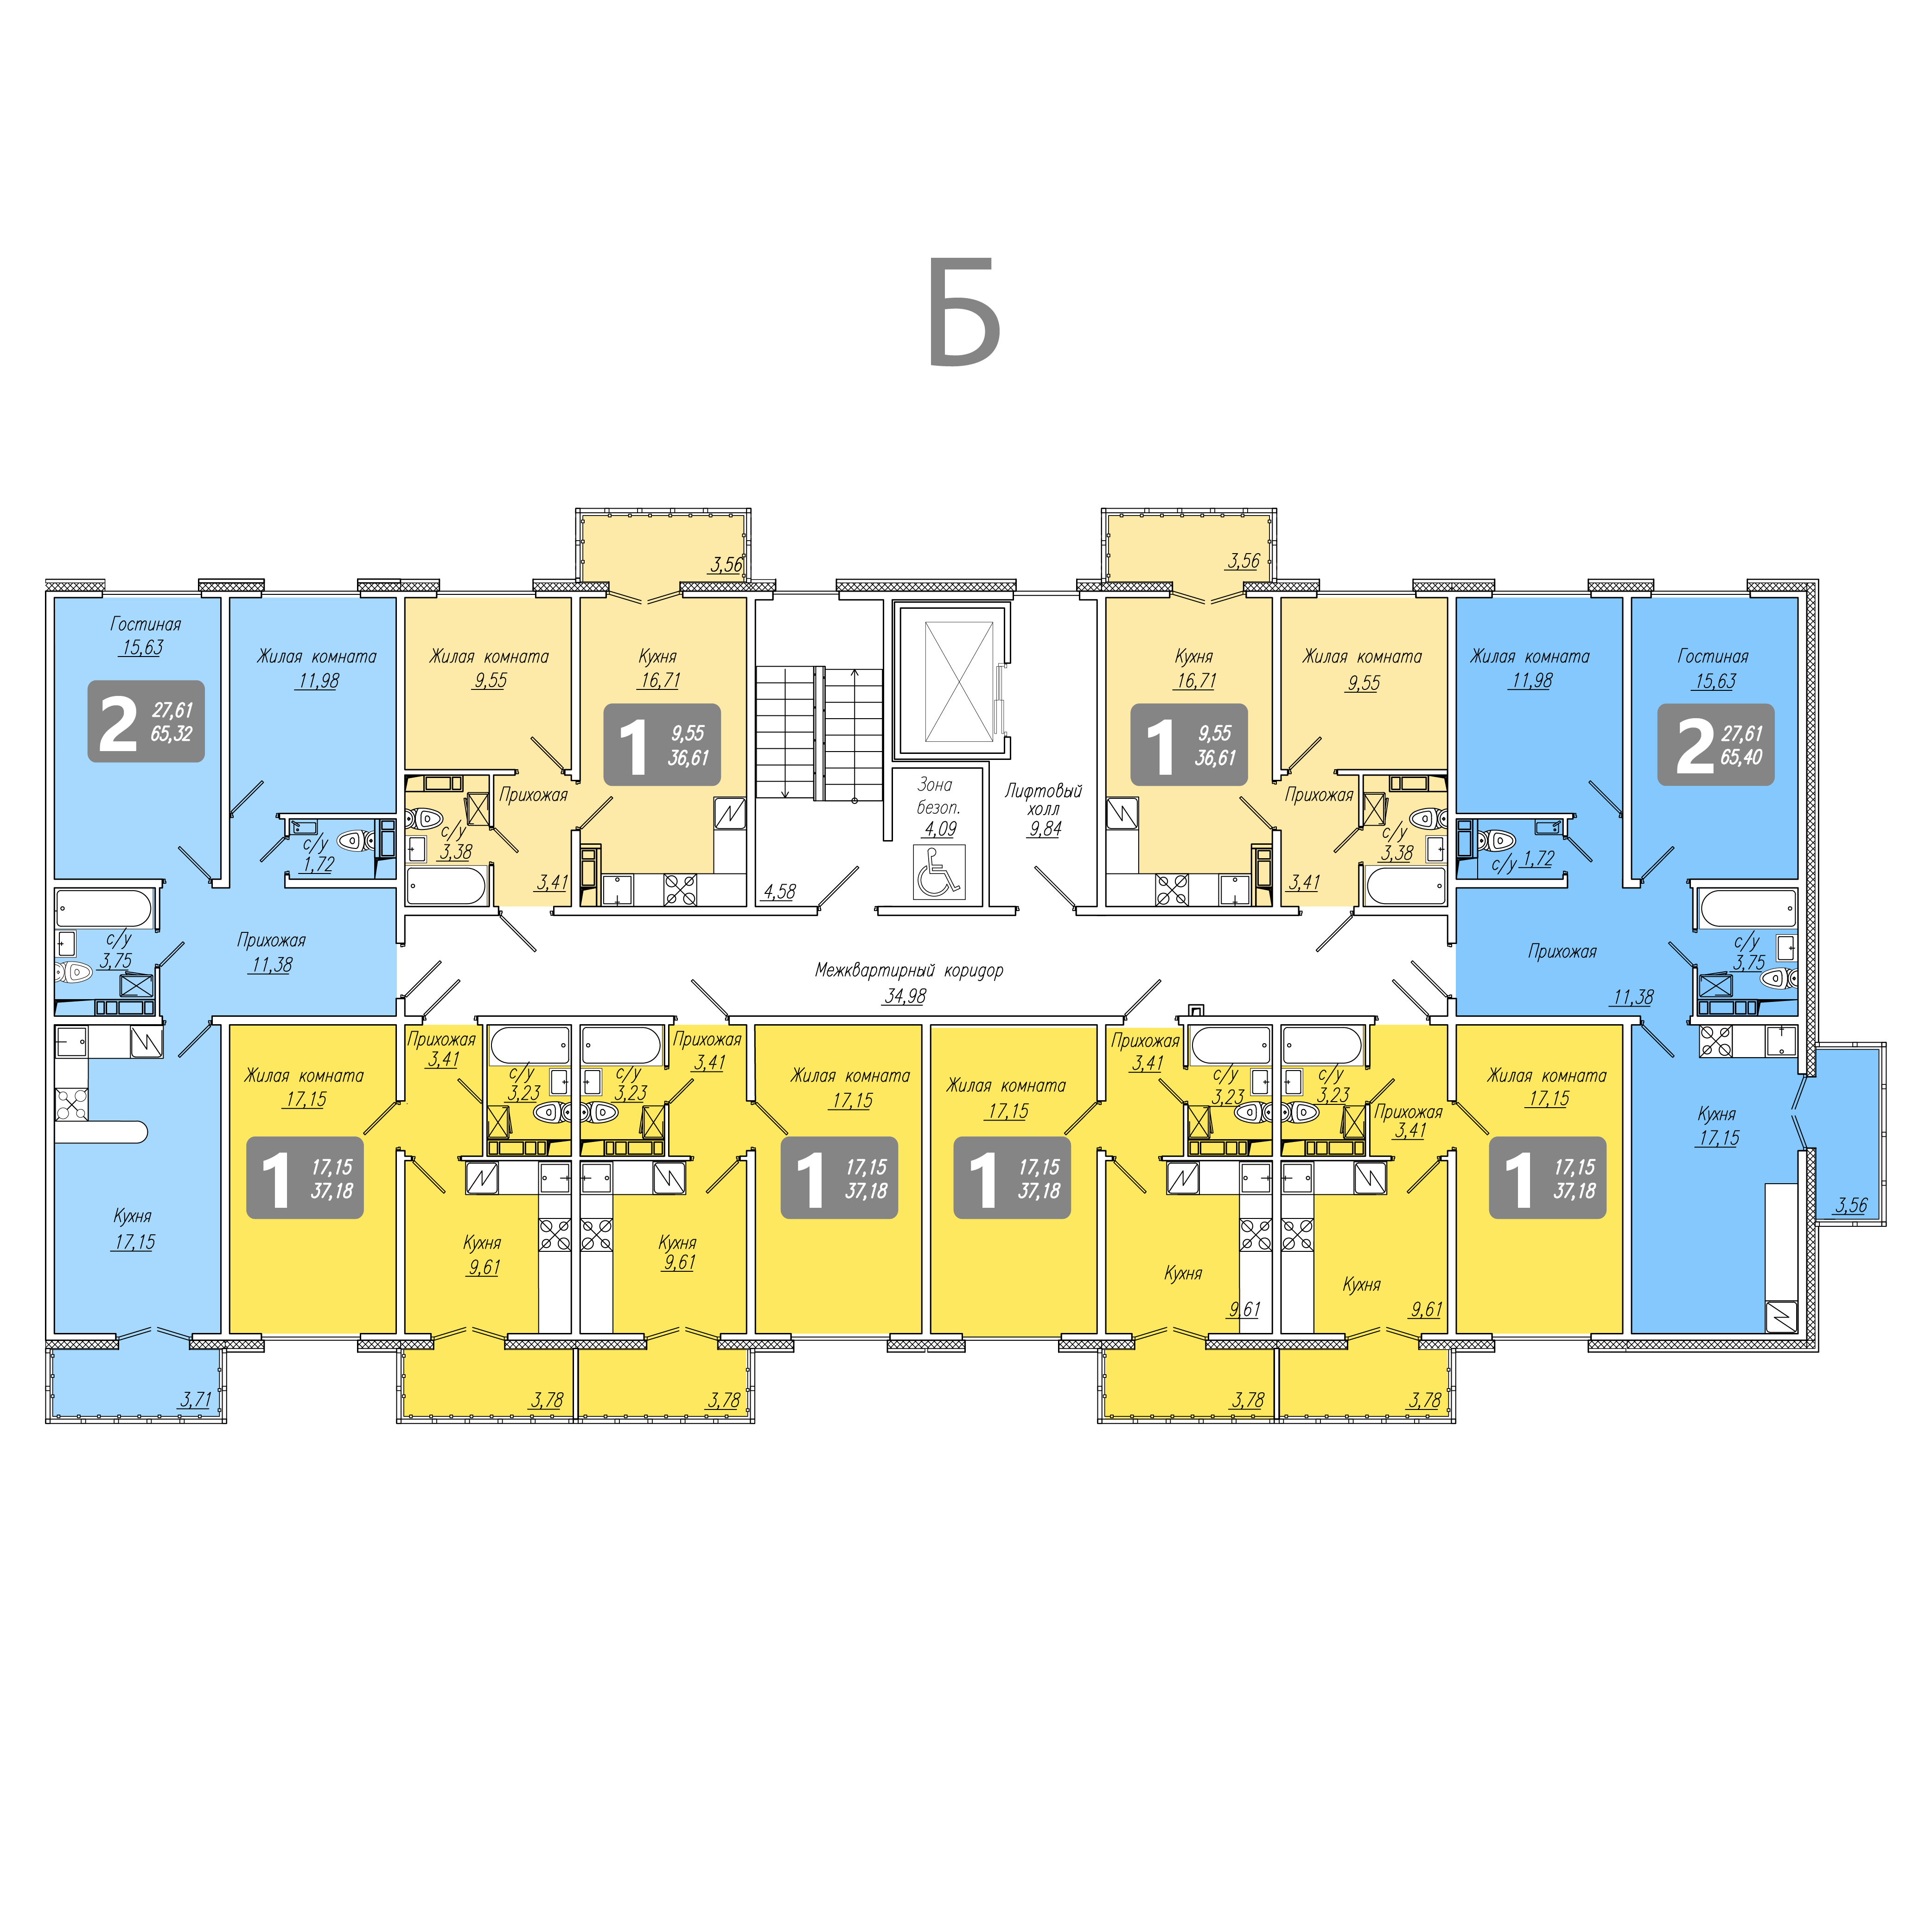 Б
3,56
3,56
Гостиная
15,63
Жилая комната
11,98
Жилая комната
9,55
Кухня
16,71
Кухня
16,71
Жилая комната
9,55
Жилая комната
11,98
Гостиная
15,63
2
27,61
65,32
1
9,55
36,61
1
9,55
36,61
2
27,61
65,40
Прихожая
3,41
с/у
3,38
с/у
1,72
4,58
Зона
безоп.
4,09
Лифтовый
холл
9,84
Прихожая
3,41
с/у
3,38
с/у 1,72
с/у
3,75
Прихожая
11,38
Межквартирный коридор
34,98
Прихожая
11,38
с/у
3,75
Жилая комната
17,15
Прихожая
3,41
с/у
3,23
с/у
3,23
Прихожая
3,41
Жилая комната
17,15
Жилая комната
17,15
Прихожая
3,41
с/у
3,23
с/у
3,23
Прихожая
3,41
Жилая комната
17,15
Кухня
17,15
1
17,15
37,18
1
17,15
37,18
1
17,15
37,18
1
17,15
37,18
3,56
Кухня
17,15
Кухня
9,61
Кухня
9,61
Кухня
9,61
Кухня
9,61
3,71
3,78
3,78
3,78
3,78